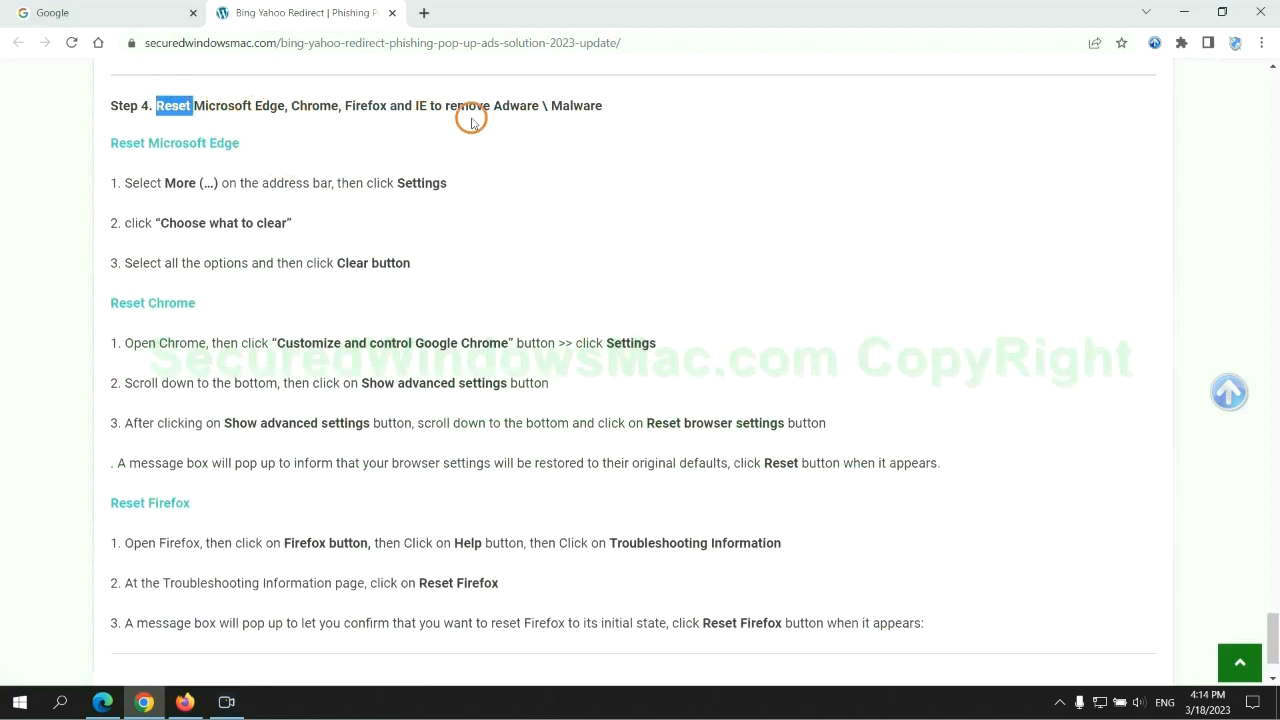 Google
Bing Yahoo Redirect | Phishing P
securedwindowsmac.com/bing-yahoo-redirect-phishing-pop-up-ads-solution-2023-update/
Step 4. Reset Microsoft Edge, Chrome, Firefox and IE to remove Adware \ Malware
Reset Microsoft Edge
1. Select More (…) on the address bar, then click Settings
2. click “Choose what to clear”
3. Select all the options and then click Clear button
Reset Chrome
1. Open Chrome, then click “Customize and control Google Chrome” button >> click Settings
SecuredWindowsMac.com CopyRight
2. Scroll down to the bottom, then click on Show advanced settings button
3. After clicking on Show advanced settings button, scroll down to the bottom and click on Reset browser settings button
. A message box will pop up to inform that your browser settings will be restored to their original defaults, click Reset button when it appears.
Reset Firefox
1. Open Firefox, then click on Firefox button, then Click on Help button, then Click on Troubleshooting Information
2. At the Troubleshooting Information page, click on Reset Firefox
3. A message box will pop up to let you confirm that you want to reset Firefox to its initial state, click Reset Firefox button when it appears:
ENG
4:14 PM
3/18/2023